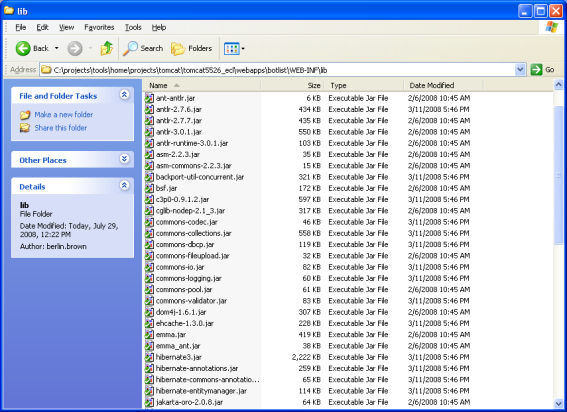 lib
File Edit View Favorites Tools Help
Back Search Folders
Address C:\projects\tools\home\projects\tomcat\tomcat5526_ecl\webapps\botlist\WEB-INF\lib Go
File and Folder Tasks
Make a new folder
Share this folder
Other Places
Details
lib
File Folder
Date Modified: Today, July 29,
2008, 12:22 PM
Author: berlin.brown
Name Size Type Date Modified
ant-antlr.jar 6 KB Executable Jar File 2/6/2008 10:45 AM
antlr-2.7.6.jar 434 KB Executable Jar File 3/11/2008 5:46 PM
antlr-2.7.7.jar 435 KB Executable Jar File 2/6/2008 10:45 AM
antlr-3.0.1.jar 550 KB Executable Jar File 2/6/2008 10:45 AM
antlr-runtime-3.0.1.jar 103 KB Executable Jar File 2/6/2008 10:45 AM
asm-2.2.3.jar 35 KB Executable Jar File 2/6/2008 10:45 AM
asm-commons-2.2.3.jar 15 KB Executable Jar File 2/6/2008 10:45 AM
backport-util-concurrent.jar 321 KB Executable Jar File 3/11/2008 5:46 PM
bsf.jar 172 KB Executable Jar File 2/6/2008 10:45 AM
c3p0-0.9.1.2.jar 597 KB Executable Jar File 3/11/2008 5:46 PM
cglib-nodep-2.1_3.jar 317 KB Executable Jar File 2/6/2008 10:45 AM
commons-codec.jar 46 KB Executable Jar File 3/11/2008 5:46 PM
commons-collections.jar 558 KB Executable Jar File 3/11/2008 5:46 PM
commons-dbcp.jar 119 KB Executable Jar File 3/11/2008 5:46 PM
commons-fileupload.jar 32 KB Executable Jar File 2/6/2008 10:45 AM
commons-io.jar 82 KB Executable Jar File 3/11/2008 5:46 PM
commons-logging.jar 60 KB Executable Jar File 3/11/2008 5:46 PM
commons-pool.jar 61 KB Executable Jar File 3/11/2008 5:46 PM
commons-validator.jar 83 KB Executable Jar File 3/11/2008 5:46 PM
dom4j-1.6.1.jar 307 KB Executable Jar File 2/6/2008 10:45 AM
ehcache-1.3.0.jar 228 KB Executable Jar File 3/11/2008 5:46 PM
emma.jar 419 KB Executable Jar File 2/6/2008 10:45 AM
emma_ant.jar 38 KB Executable Jar File 2/6/2008 10:45 AM
hibernate3.jar 2,222 KB Executable Jar File 3/11/2008 5:46 PM
hibernate-annotations.jar 259 KB Executable Jar File 3/11/2008 5:46 PM
hibernate-commons-annotatio... 65 KB Executable Jar File 3/11/2008 5:46 PM
hibernate-entitymanager.jar 114 KB Executable Jar File 3/11/2008 5:46 PM
jakarta-oro-2.0.8.jar 64 KB Executable Jar File 2/6/2008 10:45 AM